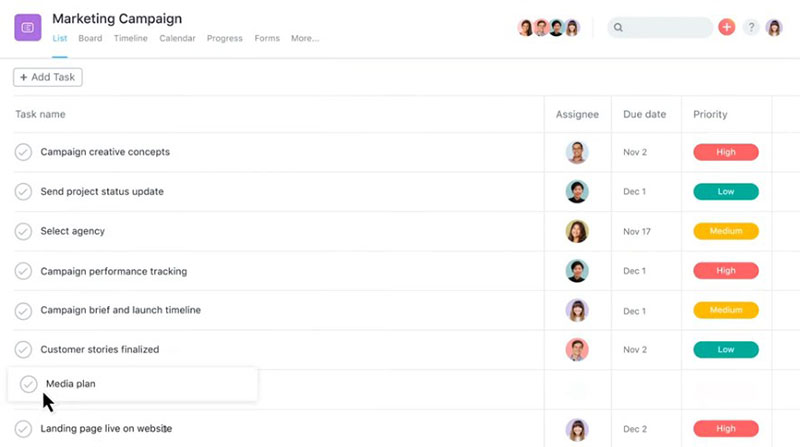 Marketing Campaign
List Board Timeline Calendar Progress Forms More...
?
+ Add Task
Task name Assignee Due date Priority
Campaign creative concepts Nov 2 High
Send project status update Dec 1 Low
Select agency Nov 17 Medium
Campaign performance tracking Dec 1 High
Campaign brief and launch timeline Dec 1 Medium
Customer stories finalized Nov 2 Low
Media plan
Landing page live on website Dec 2 High